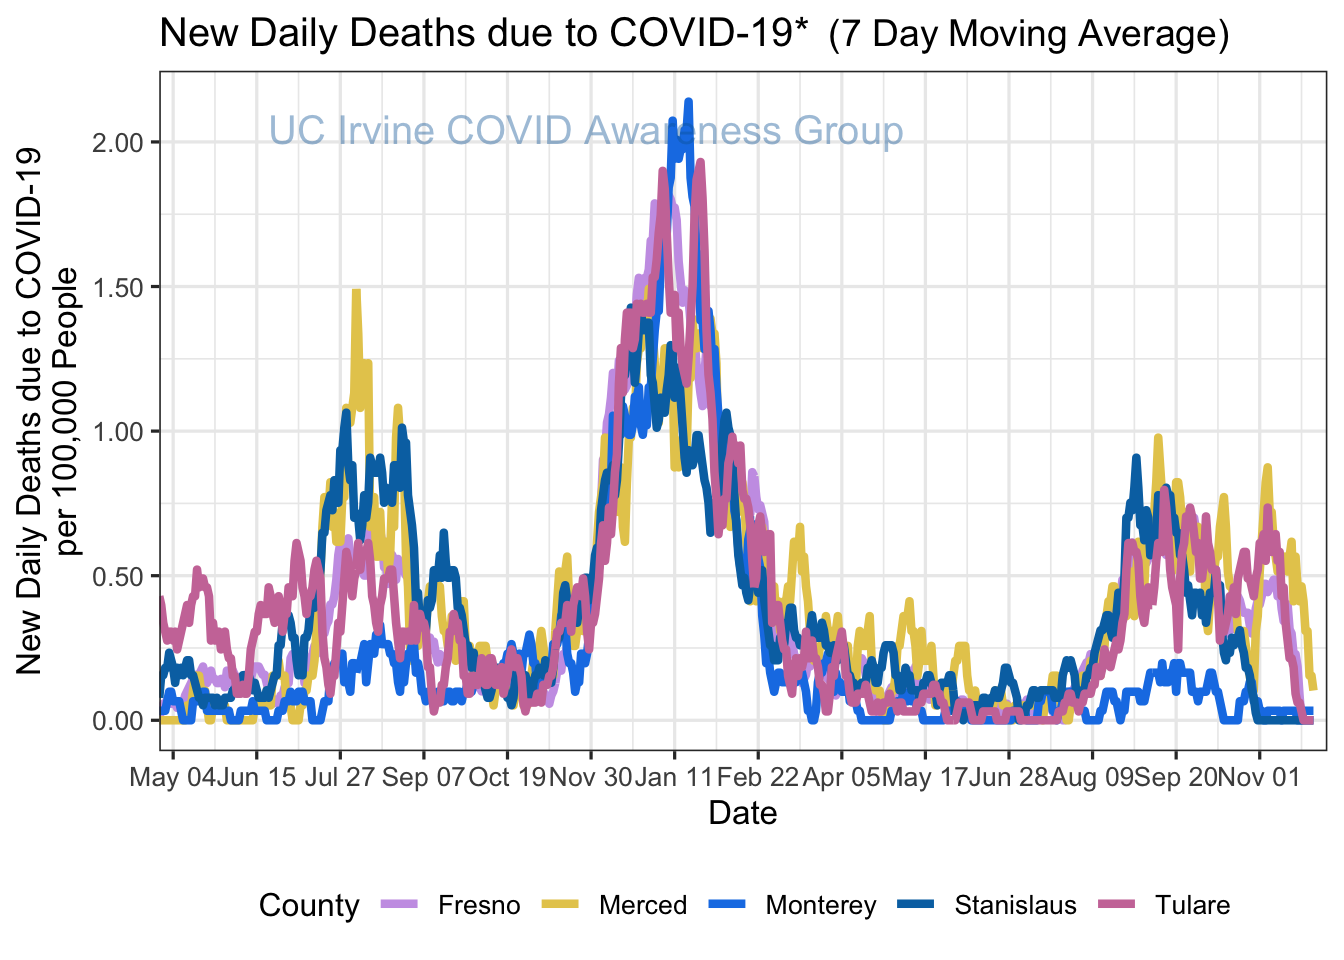 New Daily Deaths due to COVID-19* (7 Day Moving Average)
UC Irvine COVID Awareness Group
New Daily Deaths due to COVID-19
per 100,000 People
2.00
1.50
1.00
0.50
0.00
May 04 Jun 15 Jul 27 Sep 07 Oct 19 Nov 30 Jan 11 Feb 22 Apr 05 May 17 Jun 28 Aug 09 Sep 20 Nov 01
Date
County Fresno Merced Monterey Stanislaus Tulare